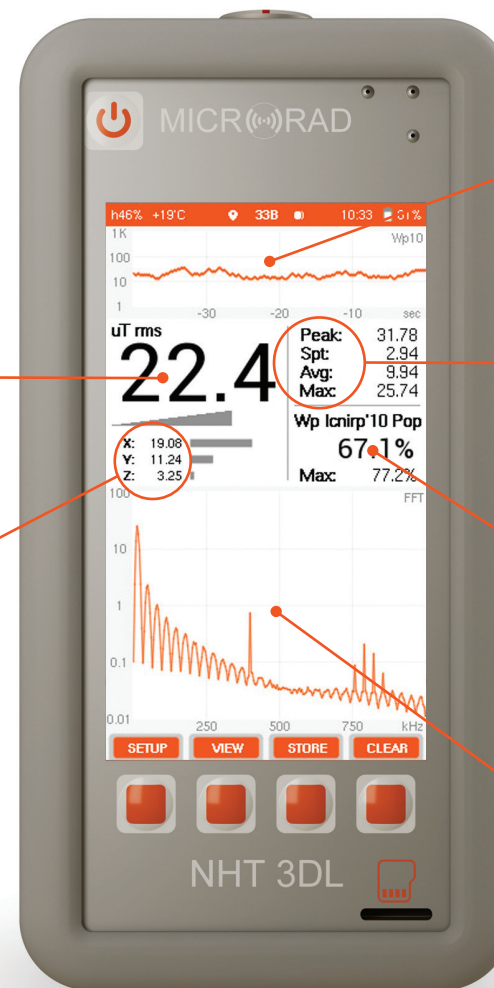 MICRORAD
h46% +19°C 33B 10:33
1K Wp10
100
10
1
-30 -20 -10 sec
uT rms
22.4
Peak: 31.78
Spt: 2.94
Avg: 9.94
Max: 25.74
Wp Icnirp'10 Pop
67.1%
Max: 77.2%
X: 19.08
Y: 11.24
Z: 3.25
100 FFT
10
1
0.1
0.01
250 500 750 kHz
SETUP VIEW STORE CLEAR
NHT 3DL